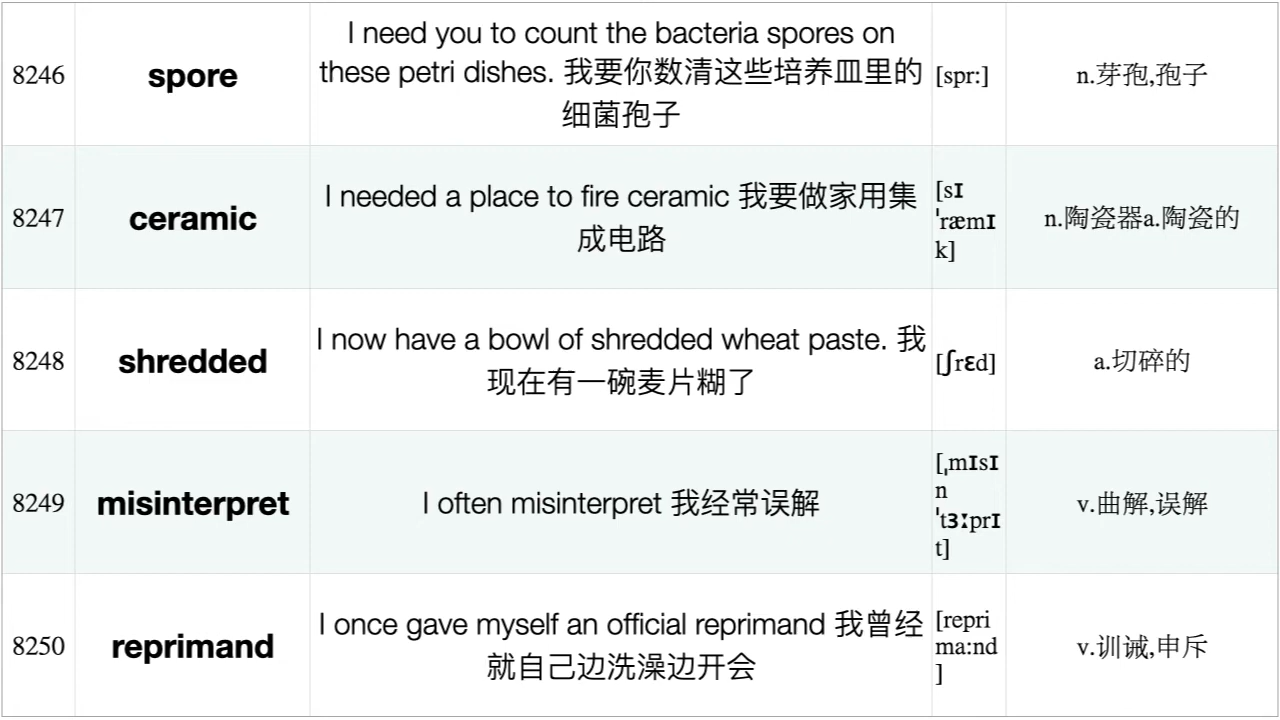 8246
spore
I need you to count the bacteria spores on
these petri dishes. 我要你数清这些培养皿里的
细菌孢子
[spr:]
n.芽孢,孢子
8247
ceramic
I needed a place to fire ceramic 我要做家用集
成电路
[sɪ
ˈræmɪ
k]
n.陶瓷器a.陶瓷的
8248
shredded
I now have a bowl of shredded wheat paste. 我
现在有一碗麦片糊了
[ʃrɛd]
a.切碎的
8249
misinterpret
I often misinterpret 我经常误解
[ˌmɪsɪ
n
ˈtɜːprɪ
t]
v.曲解,误解
8250
reprimand
I once gave myself an official reprimand 我曾经
就自己边洗澡边开会
[repri
ma:nd
]
v.训诫,申斥